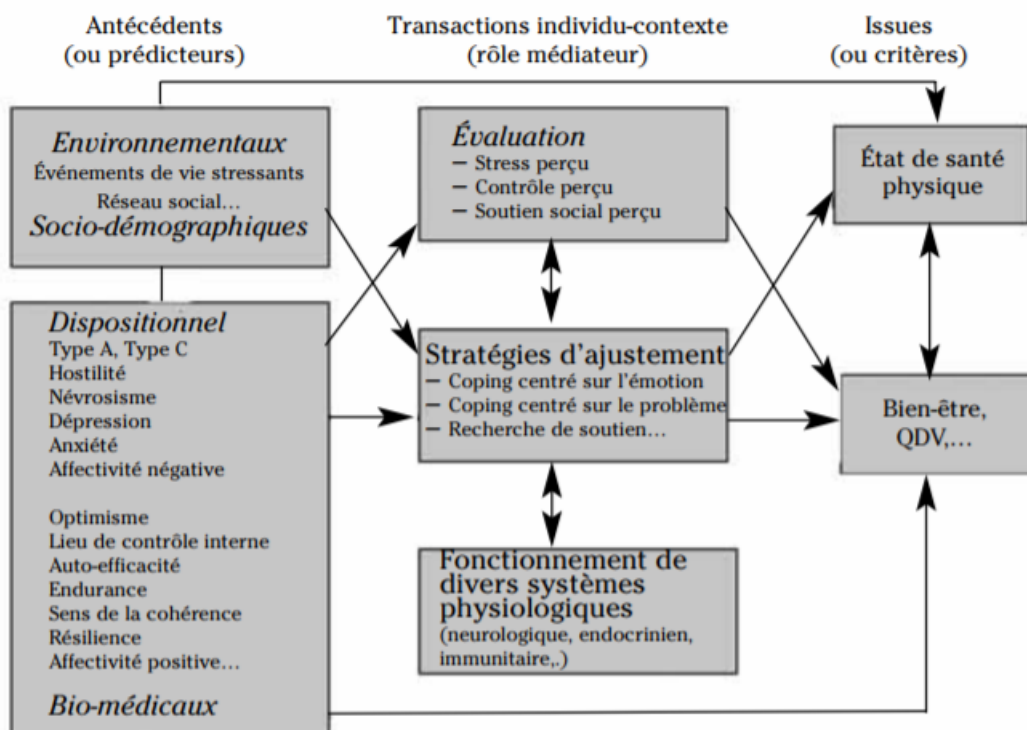 Antécédents
(ou prédicteurs)
Transactions individu-contexte
(rôle médiateur)
Issues
(ou critères)
Environnementaux
Événements de vie stressants
Réseau social...
Socio-démographiques
Dispositionnel
Type A, Type C
Hostilité
Névrosisme
Dépression
Anxiété
Affectivité négative
Optimisme
Lieu de contrôle interne
Auto-efficacité
Endurance
Sens de la cohérence
Résilience
Affectivité positive...
Bio-médicaux
Évaluation
– Stress perçu
– Contrôle perçu
– Soutien social perçu
Stratégies d'ajustement
– Coping centré sur l'émotion
– Coping centré sur le problème
– Recherche de soutien...
Fonctionnement de
divers systèmes
physiologiques
(neurologique, endocrinien,
immunitaire,.)
État de santé
physique
Bien-être,
QDV,...